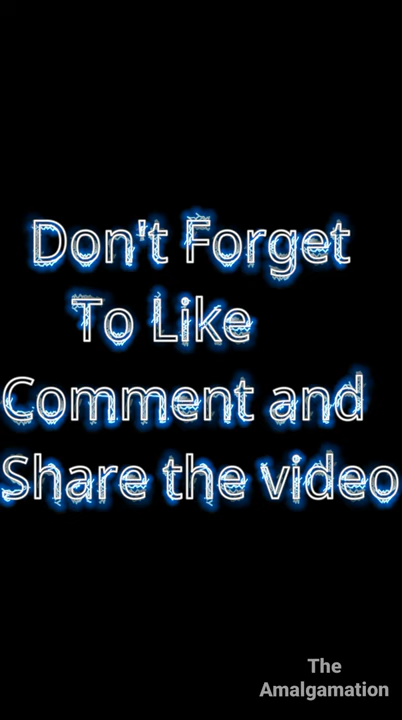 Don't Forget
To Like
Comment and
Share the video
The
Amalgamation